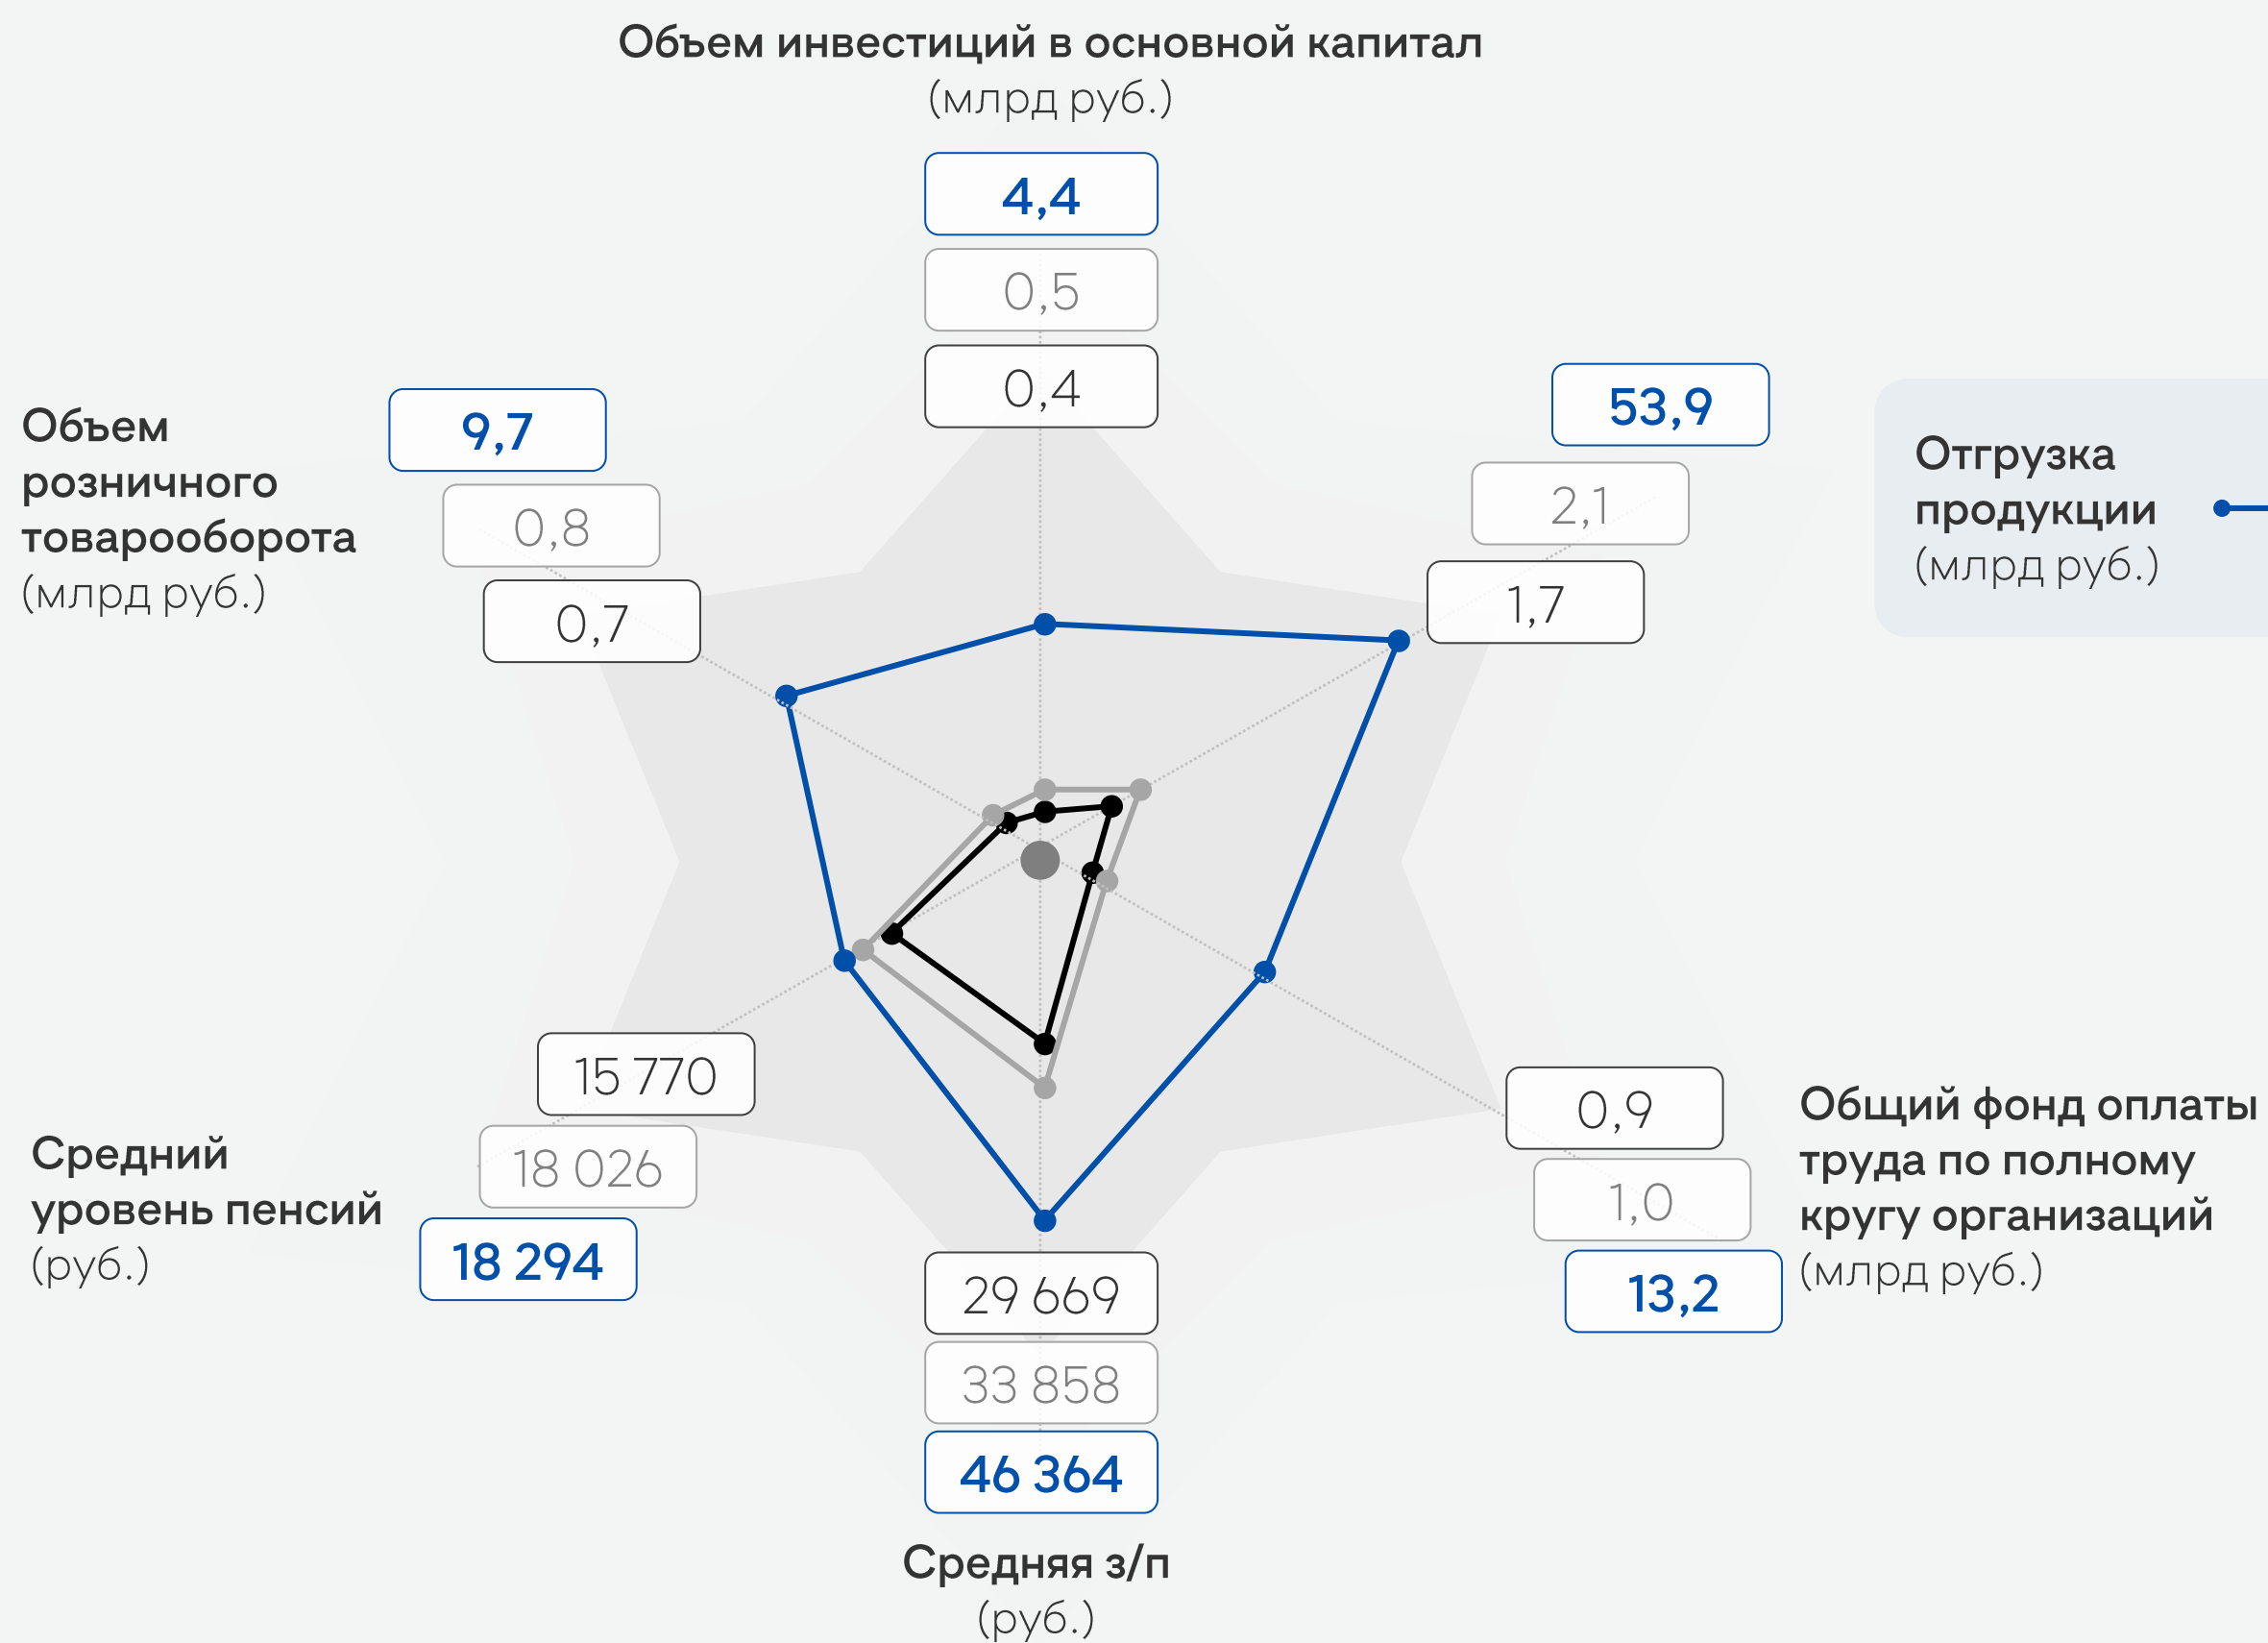 Объем инвестиций в основной капитал
(млрд руб.)
4,4
0,5
0,4
53,9
2,1
1,7
Отгрузка
продукции
(млрд руб.)
Объем
розничного
товарооборота
(млрд руб.)
9,7
0,8
0,7
Средний
уровень пенсий
(руб.)
15 770
18 026
18 294
29 669
33 858
46 364
Средняя з/п
(руб.)
0,9
1,0
13,2
Общий фонд оплаты
труда по полному
кругу организаций
(млрд руб.)